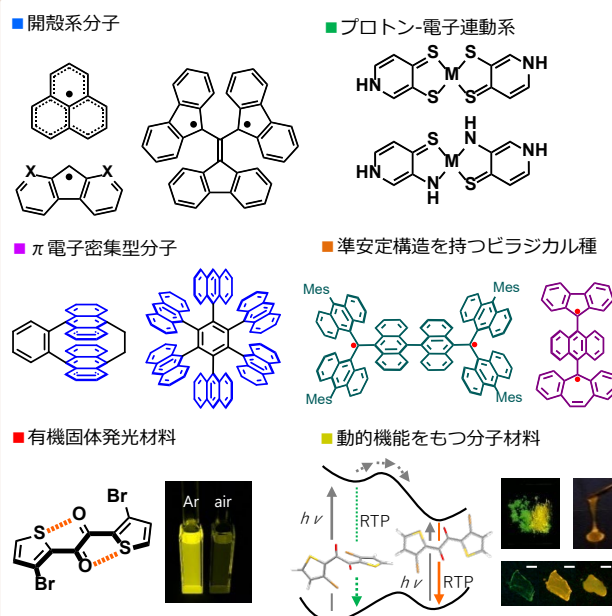 開殻系分子
X
X
プロトン-電子連動系
S
S
NH
M
HN
S
S
H
N
S
NH
M
HN
N
H
S
π電子密集型分子
準安定構造を持つビラジカル種
Mes
Mes
Mes
Mes
有機固体発光材料
Br
S
O
O
S
Br
Ar
air
動的機能をもつ分子材料
hν
RTP
hν
RTP